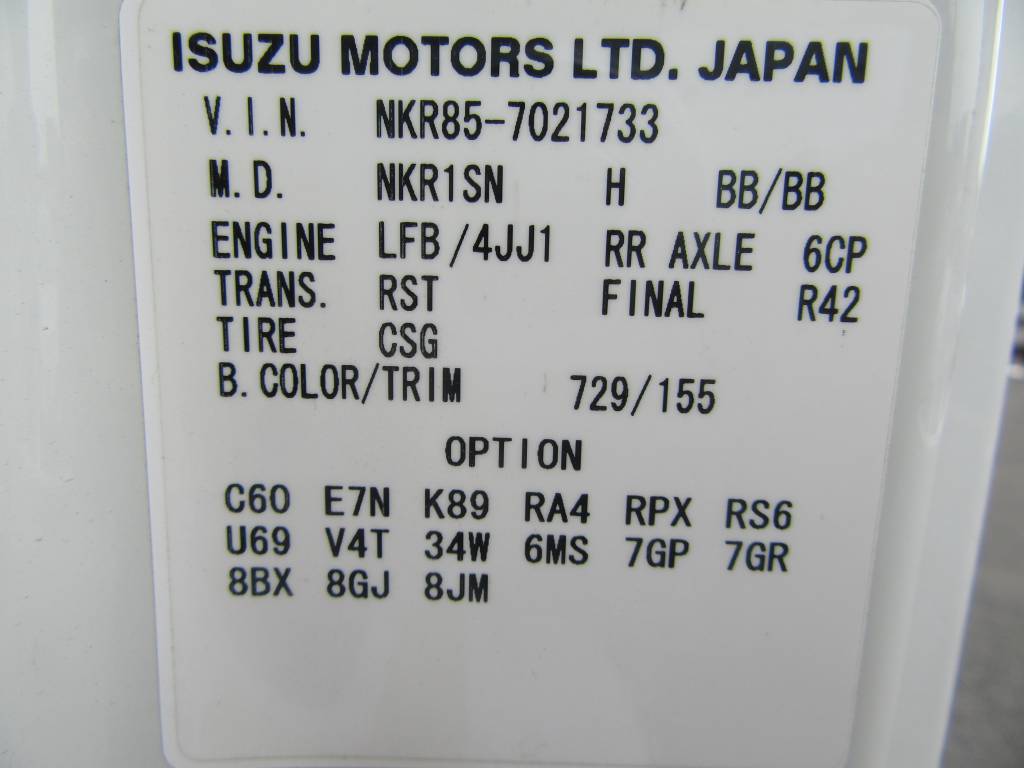 ISUZU MOTORS LTD. JAPAN
V.I.N. NKR85-7021733
M.D. NKR1SN H BB/BB
ENGINE LFB/4JJ1 RR AXLE 6CP
TRANS. RST FINAL R42
TIRE CSG
B.COLOR/TRIM 729/155
OPTION
C60 E7N K89 RA4 RPX RS6
U69 V4T 34W 6MS 7GP 7GR
8BX 8GJ 8JM